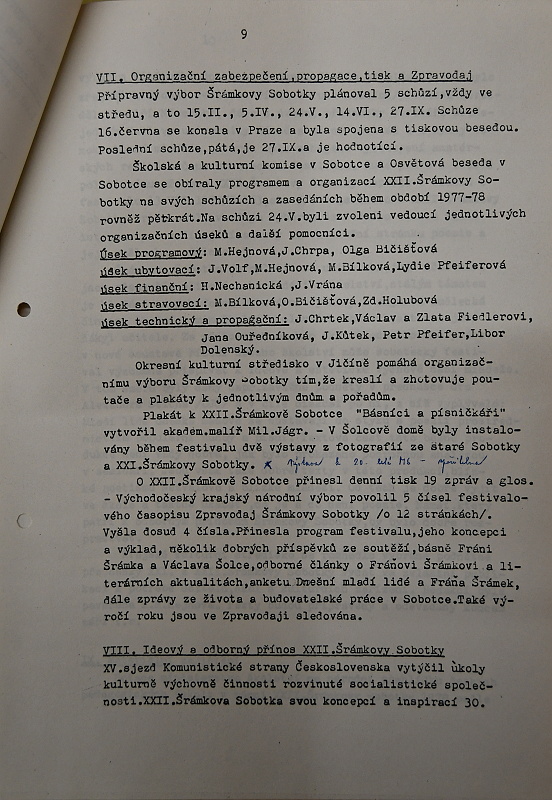 9
VII. Organizační zabezpečení,propagace,tisk a Zpravodaj
Přípravný výbor Šrámkovy Sobotky plánoval 5 schůzí,vždy ve
středu, a to 15.II., 5.IV., 24.V., 14.VI., 27.IX. Schůze
16.června se konala v Praze a byla spojena s tiskovou besedou.
Poslední schůze,pátá,je 27.IX.a je hodnotící.
Školská a kulturní komise v Sobotce a Osvětová beseda v
Sobotce se obíraly programem a organizací XXII.Šrámkovy So-
botky na svých schůzích a zasedáních během období 1977-78
rovněž pětkrát.Na schůzi 24.V.byli zvoleni vedoucí jednotlivých
organizačních úseků a další pomocníci.
Úsek programový: M.Hejnová,J.Chrpa, Olga Bičišťová
úsek ubytovací: J.Volf,M.Hejnová, M.Bílková,Lydie Pfeiferová
úsek finanční: H.Nechanická ,J.Vrána
úsek stravovací: M.Bílková,O.Bičišťová,Zd.Holubová
úsek technický a propagační: J.Chrtek,Václav a Zlata Fiedlerovi,
Jana Ouředníková, J.Kůtek, Petr Pfeifer,Libor
Dolenský.
Okresní kulturní středisko v Jičíně pomáhá organizač-
nímu výboru Šrámkovy Sobotky tím,že kreslí a zhotovuje pou-
tače a plakáty k jednotlivým dnům a pořadům.
Plakát k XXII.Šrámkově Sobotce "Básníci a písničkáři"
vytvořil akadem.malíř Mil.Jágr. - V Šolcově domě byly instalo-
vány během festivalu dvě výstavy z fotografií ze staré Sobotky
a XXI.Šrámkovy Sobotky. Výstava k 20. letí
O XXII.Šrámkově Sobotce přinesl denní tisk 19 zpráv a glos.
- Východočeský krajský národní výbor povolil 5 čísel festivalo-
vého časopisu Zpravodaj Šrámkovy Sobotky /o 12 stránkách/.
Vyšla dosud 4 čísla.Přinesla program festivalu,jeho koncepci
a výklad, několik dobrých příspěvků ze soutěží,básně Fráni
Šrámka a Václava Šolce,odborné články o Fráňovi Šrámkovi a li-
terárních aktualitách,anketu Dnešní mladí lidé a Fráňa Šrámek,
dále zprávy ze života a budovatelské práce v Sobotce.Také vý-
ročí roku jsou ve Zpravodaji sledována.
VIII. Ideový a odborný přínos XXII.Šrámkovy Sobotky
XV.sjezd Komunistické strany Československa vytýčil úkoly
kulturně výchovně činnosti rozvinuté socialistické společ-
nosti.XXII.Šrámkova Sobotka svou koncepcí a inspirací 30.